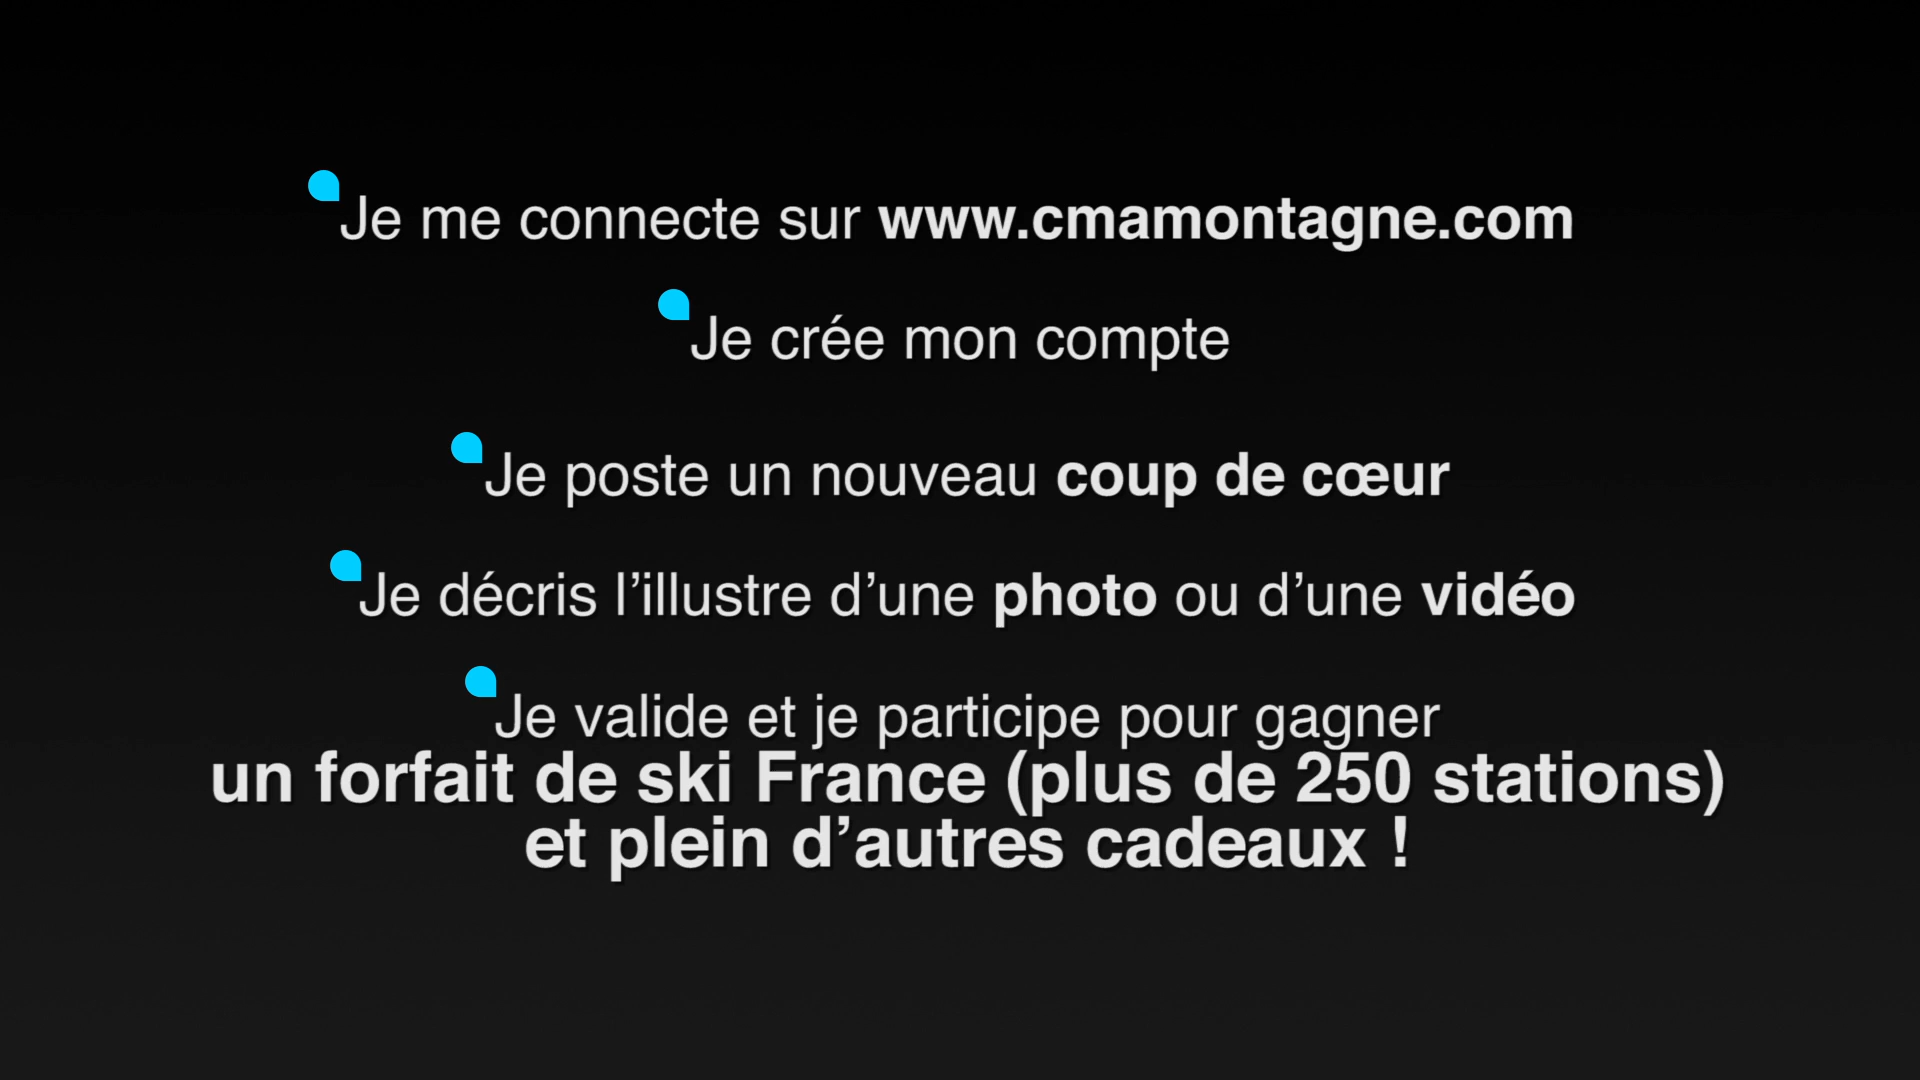 Je me connecte sur www.cmamontagne.com
Je crée mon compte
Je poste un nouveau coup de cœur
Je décris l’illustre d’une photo ou d’une vidéo
Je valide et je participe pour gagner
un forfait de ski France (plus de 250 stations)
et plein d’autres cadeaux !